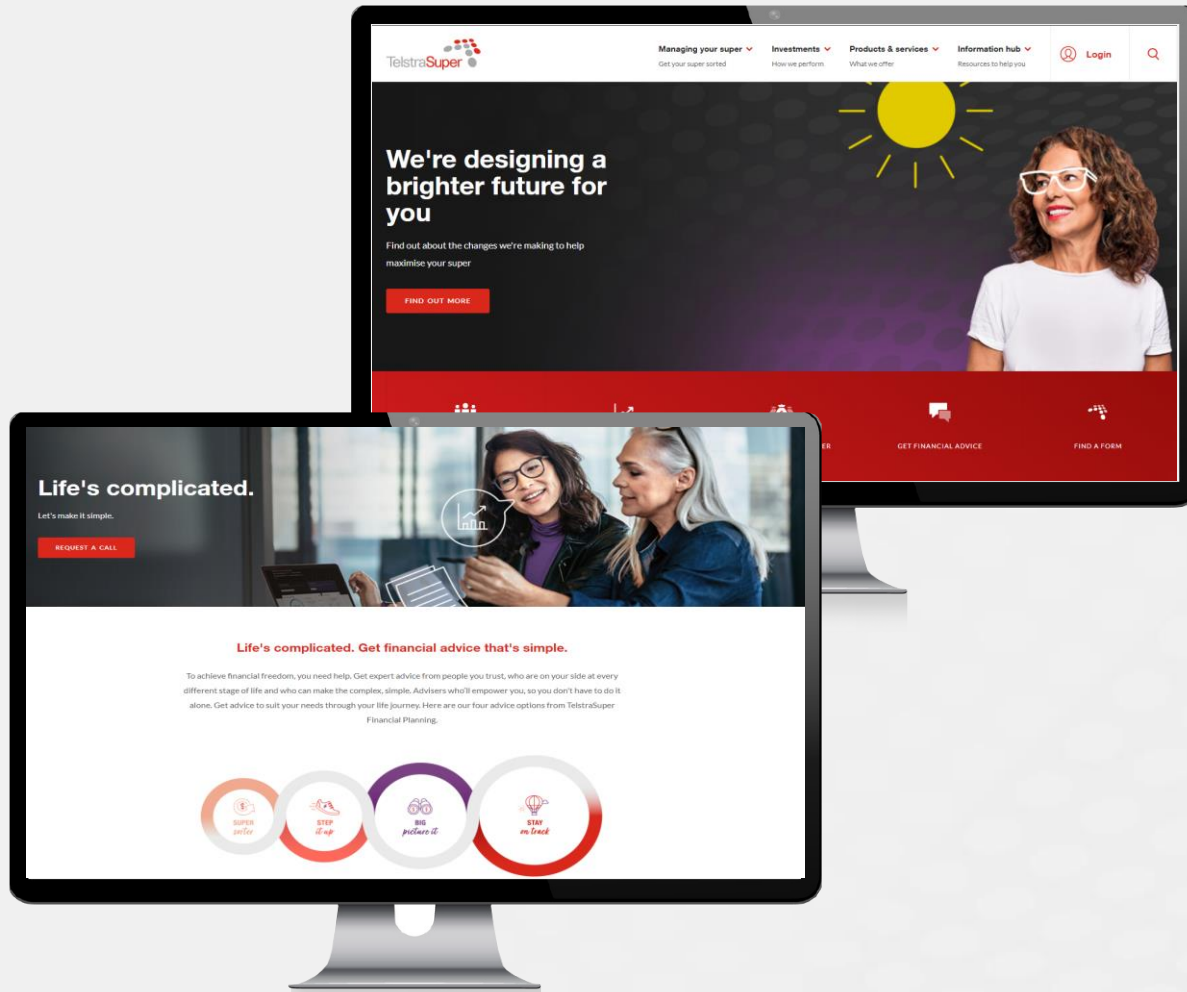 TelstraSuper
Managing your super
Get your super sorted
Investments
How we perform
Products & services
What we offer
Information hub
Resources to help you
Login
We're designing a
brighter future for
you
Find out about the changes we're making to help
maximise your super
FIND OUT MORE
ER
GET FINANCIAL ADVICE
FIND A FORM
Life's complicated.
Let's make it simple.
REQUEST A CALL
Life's complicated. Get financial advice that's simple.
To achieve financial freedom, you need help. Get expert advice from people you trust, who are on your side at every
different stage of life and who can make the complex, simple. Advisers who'll empower you, so you don't have to do it
alone. Get advice to suit your needs through your life journey. Here are our four advice options from TelstraSuper
Financial Planning.
SUPER
sorter
STEP
it up
BIG
picture it
STAY
on track